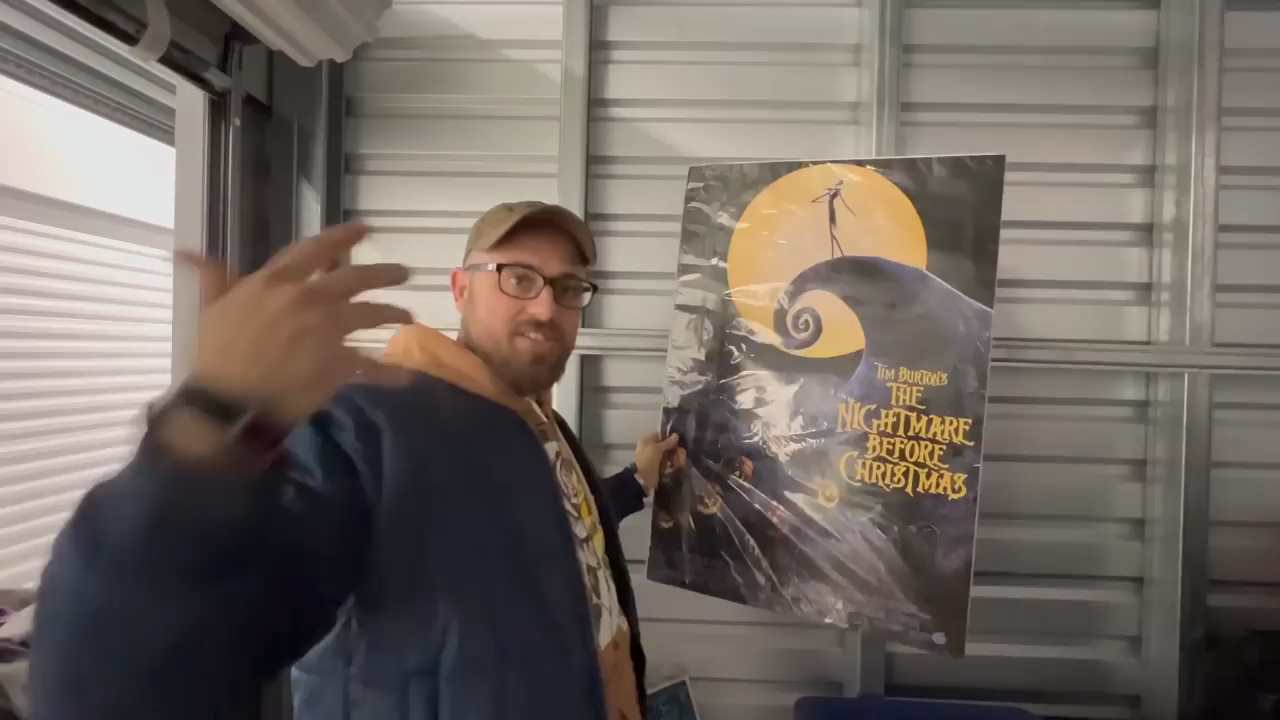 TIM BURTON'S
THE
NIGHTMARE
BEFORE
CHRISTMAS